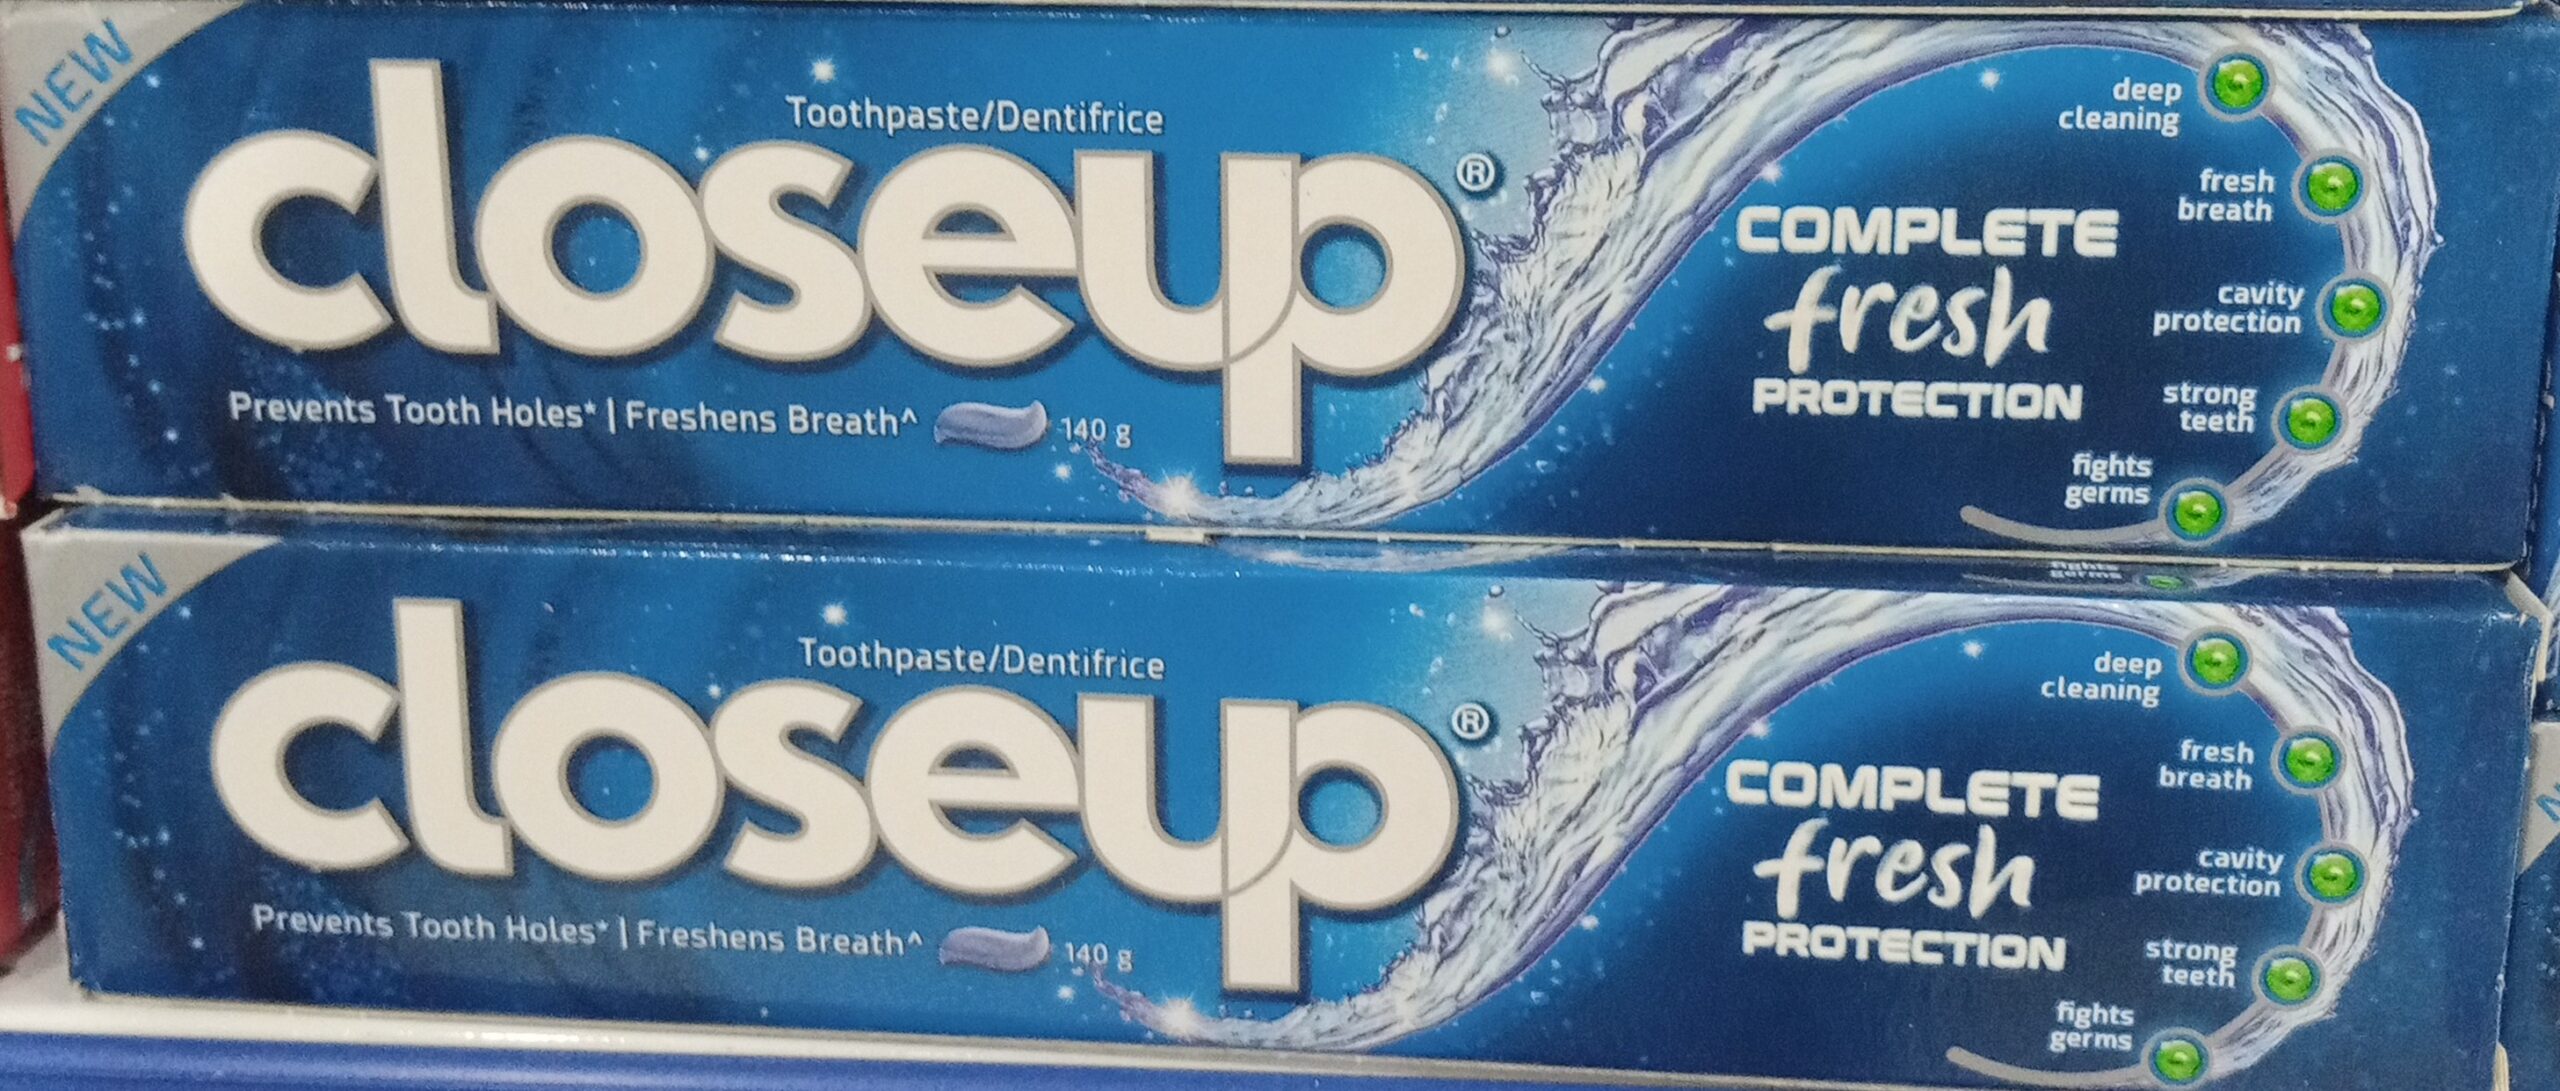 NEW
Toothpaste/Dentifrice
closeup®
Prevents Tooth Holes* | Freshens Breath^ 140 g
COMPLETE
fresh
PROTECTION
deep
cleaning
fresh
breath
cavity
protection
strong
teeth
fights
germs
fights
germs
NEW
Toothpaste/Dentifrice
closeup®
Prevents Tooth Holes* | Freshens Breath^ 140 g
COMPLETE
fresh
PROTECTION
deep
cleaning
fresh
breath
cavity
protection
strong
teeth
fights
germs